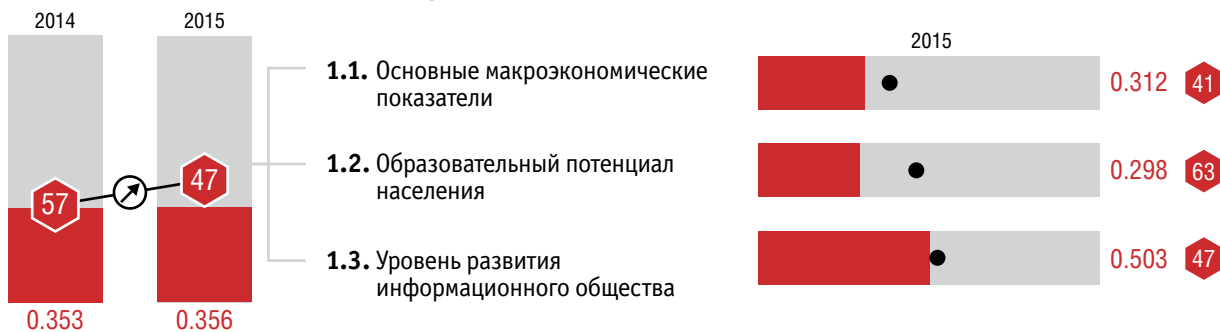 2014
2015
57
47
0.353
0.356
1.1. Основные макроэкономические
показатели
1.2. Образовательный потенциал
населения
1.3. Уровень развития
информационного общества
2015
0.312
41
0.298
63
0.503
47